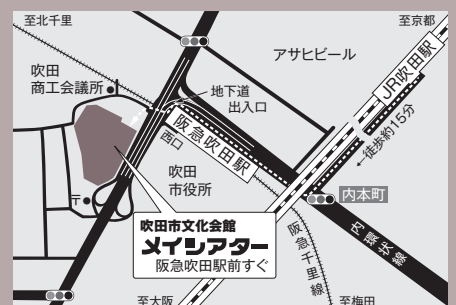 至北千里
至京都
アサヒビール
吹田
商工会議所
地下道
出入口
JR吹田駅
阪急吹田駅
西口
←徒歩約15分
吹田
市役所
〒
内本町
吹田市文化会館
メイシアター
阪急吹田駅前すぐ
阪急千里線
内環状線
至大阪
至梅田